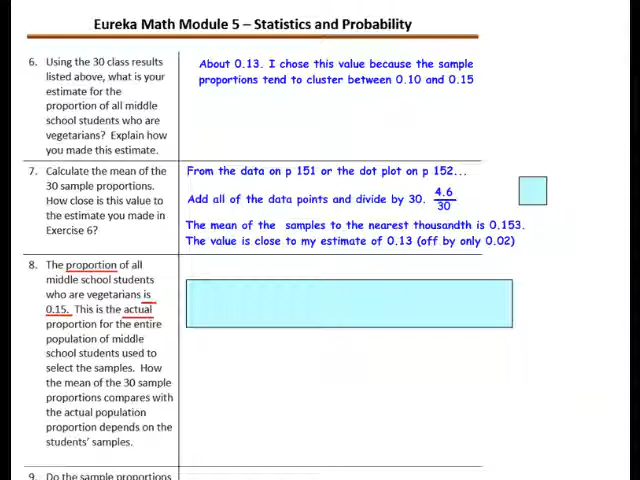 Eureka Math Module 5 – Statistics and Probability
6. Using the 30 class results
listed above, what is your
estimate for the
proportion of all middle
school students who are
vegetarians? Explain how
you made this estimate.
About 0.13. I chose this value because the sample
proportions tend to cluster between 0.10 and 0.15
7. Calculate the mean of the
30 sample proportions.
How close is this value to
the estimate you made in
Exercise 6?
From the data on p 151 or the dot plot on p 152...
Add all of the data points and divide by 30. 4.6
30
The mean of the samples to the nearest thousandth is 0.153.
The value is close to my estimate of 0.13 (off by only 0.02)
8. The proportion of all
middle school students
who are vegetarians is
0.15. This is the actual
proportion for the entire
population of middle
school students used to
select the samples. How
the mean of the 30 sample
proportions compares with
the actual population
proportion depends on the
students' samples.
9. Do the sample proportions